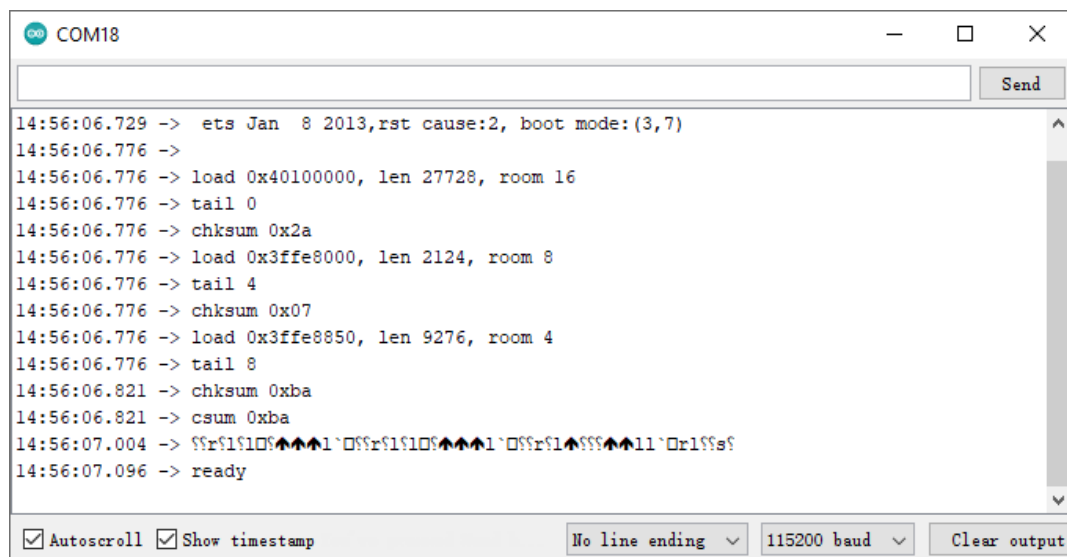 COM18
Send
14:56:06.729 ->  ets Jan  8 2013,rst cause:2, boot mode:(3,7)
14:56:06.776 ->
14:56:06.776 -> load 0x40100000, len 27728, room 16
14:56:06.776 -> tail 0
14:56:06.776 -> chksum 0x2a
14:56:06.776 -> load 0x3ffe8000, len 2124, room 8
14:56:06.776 -> tail 4
14:56:06.776 -> chksum 0x07
14:56:06.776 -> load 0x3ffe8850, len 9276, room 4
14:56:06.776 -> tail 8
14:56:06.821 -> chksum 0xba
14:56:06.821 -> csum 0xba
14:56:07.004 ->
14:56:07.096 -> ready
Autoscroll Show timestamp No line ending 115200 baud Clear output